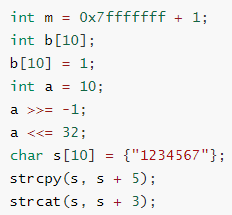 int m = 0x7fffffff + 1;
int b[10];
b[10] = 1;
int a = 10;
a >>= -1;
a <<= 32;
char s[10] = {"1234567"};
strcpy(s, s + 5);
strcat(s, s + 3);